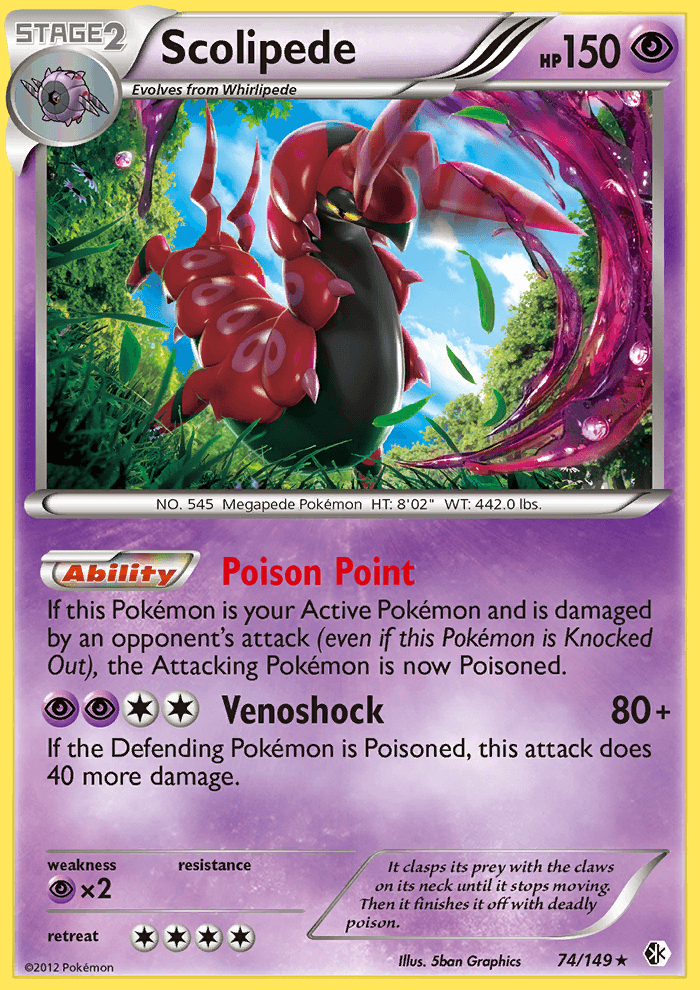 STAGE2
Scolipede
HP150
Evolves from Whirlipede
NO. 545 Megapede Pokémon HT: 8'02" WT: 442.0 lbs.
Ability Poison Point
If this Pokémon is your Active Pokémon and is damaged
by an opponent's attack (even if this Pokémon is Knocked
Out), the Attacking Pokémon is now Poisoned.
Venoshock 80+
If the Defending Pokémon is Poisoned, this attack does
40 more damage.
weakness resistance
×2
retreat
It clasps its prey with the claws
on its neck until it stops moving.
Then it finishes it off with deadly
poison.
©2012 Pokémon
Illus. 5ban Graphics 74/149★